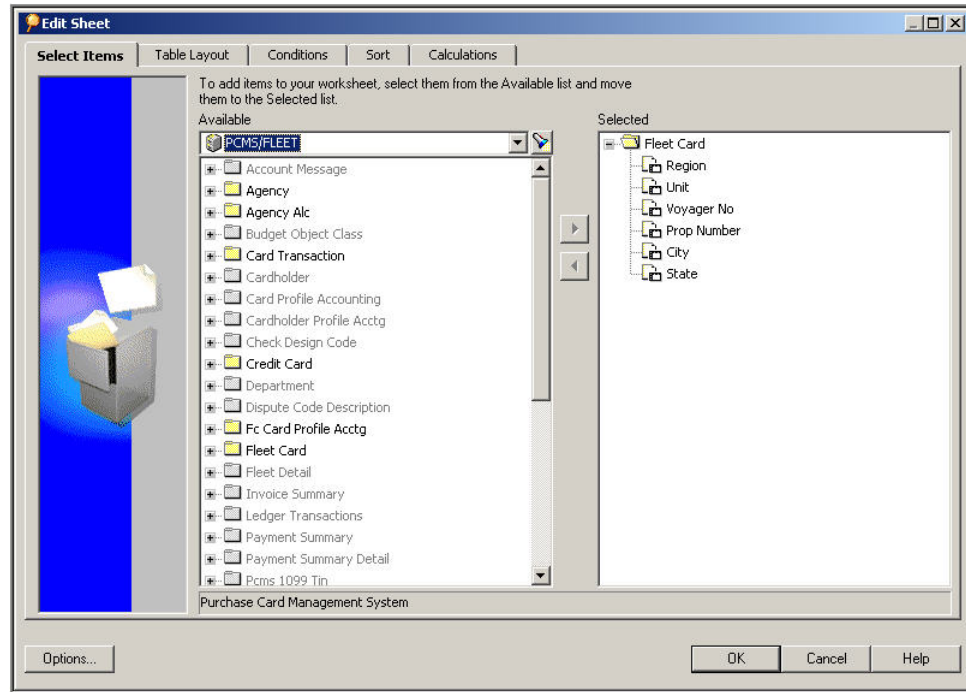 Edit Sheet
Select Items
Table Layout
Conditions
Sort
Calculations
To add items to your worksheet, select them from the Available list and move
them to the Selected list.
Available
Selected
PCMS/FLEET
Account Message
Agency
Agency Alc
Budget Object Class
Card Transaction
Cardholder
Card Profile Accounting
Cardholder Profile Acctg
Check Design Code
Credit Card
Department
Dispute Code Description
Fc Card Profile Acctg
Fleet Card
Fleet Detail
Invoice Summary
Ledger Transactions
Payment Summary
Payment Summary Detail
Pcms 1099 Tin
Fleet Card
Region
Unit
Voyager No
Prop Number
City
State
Purchase Card Management System
Options...
OK
Cancel
Help